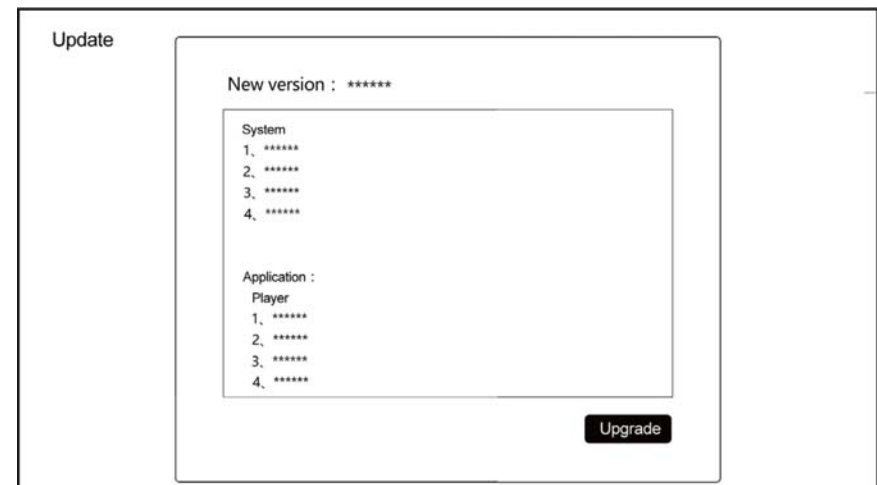 Update
New version： ******
System
1、******
2、******
3、******
4、******
Application：
Player
1、******
2、******
3、******
4、******
Upgrade